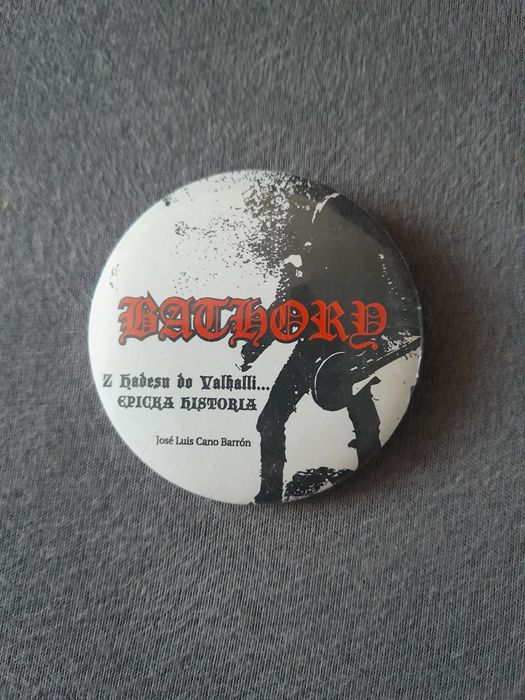 BATHORY
Z Hadesu do Valhalli...
EPICKA HISTORIA
José Luis Cano Barrón